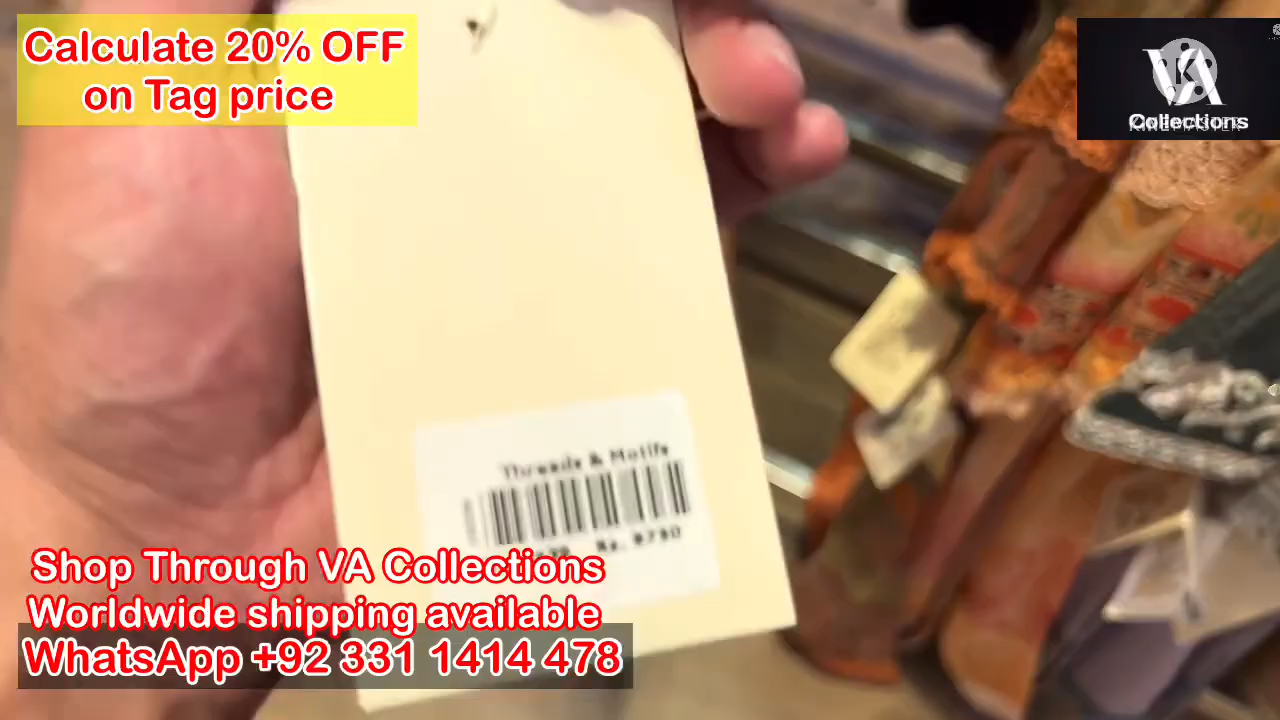 Calculate 20% OFF
on Tag price
VA
Collections
KINEMASTER
Threads & Motifs
Rs.
Shop Through VA Collections
Worldwide shipping available
WhatsApp +92 331 1414 478